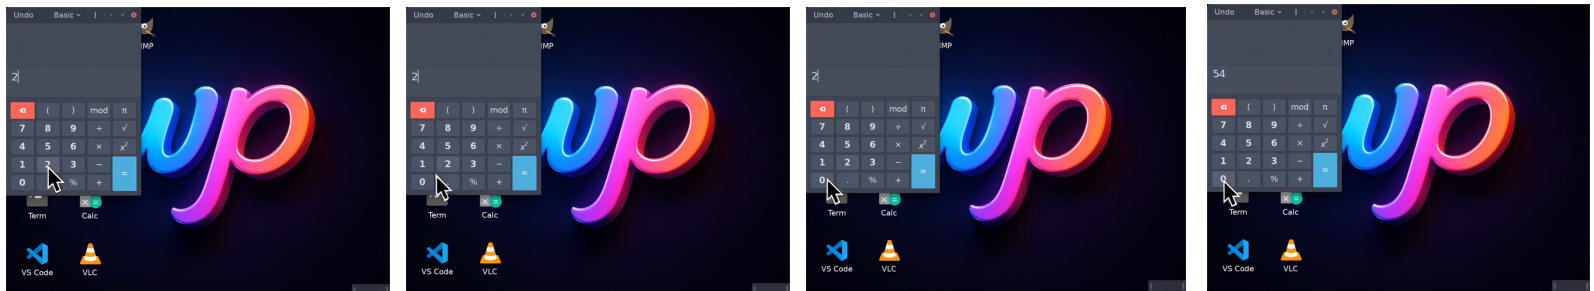 Undo Basic
2
( ) mod π
7 8 9 ÷ √
4 5 6 × x²
1 2 3 − =
0 % +
IMP
up
Term Calc
VS Code VLC
Undo Basic
2
( ) mod π
7 8 9 ÷ √
4 5 6 × x²
1 2 3 − =
0 % +
IMP
up
Term Calc
VS Code VLC
Undo Basic
2
( ) mod π
7 8 9 ÷ √
4 5 6 × x²
1 2 3 − =
0 . % +
IMP
up
Term Calc
VS Code VLC
Undo Basic
54
( ) mod π
7 8 9 ÷ √
4 5 6 × x²
1 2 3 − =
0 . % +
IMP
up
Term Calc
VS Code VLC